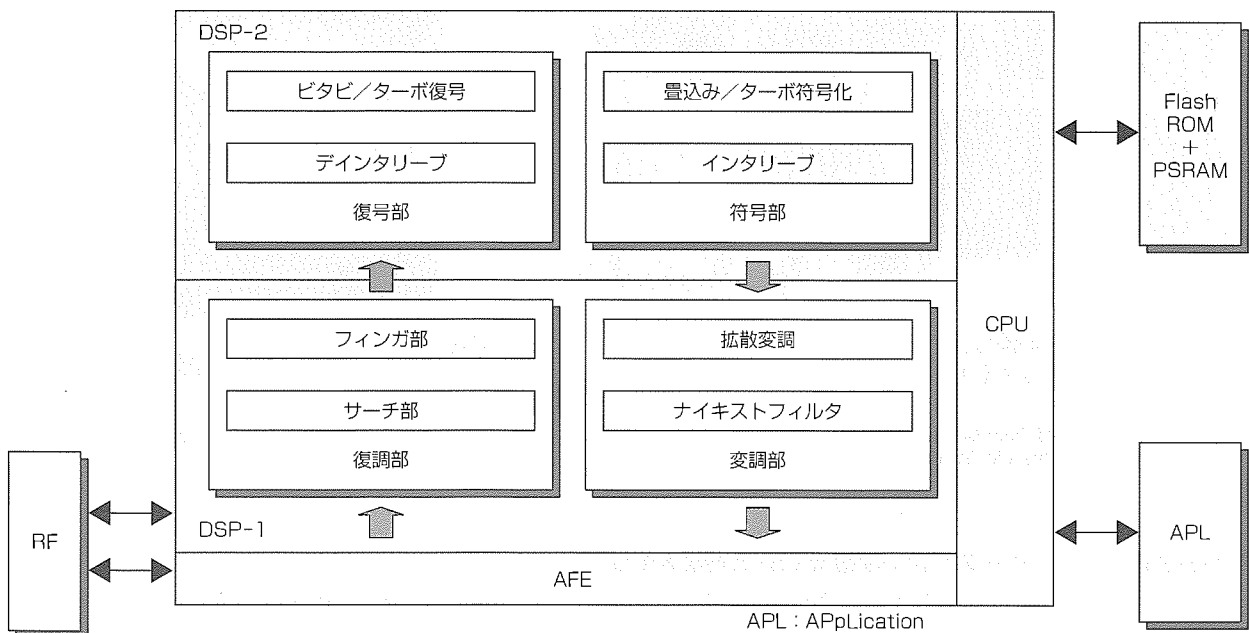 DSP-2
ビタビ／ターボ復号
デインタリーブ
復号部
畳込み／ターボ符号化
インタリーブ
符号部
Flash
ROM
+
PSRAM
フィンガ部
サーチ部
復調部
拡散変調
ナイキストフィルタ
変調部
CPU
RF
DSP-1
AFE
APL
APL : APpLication